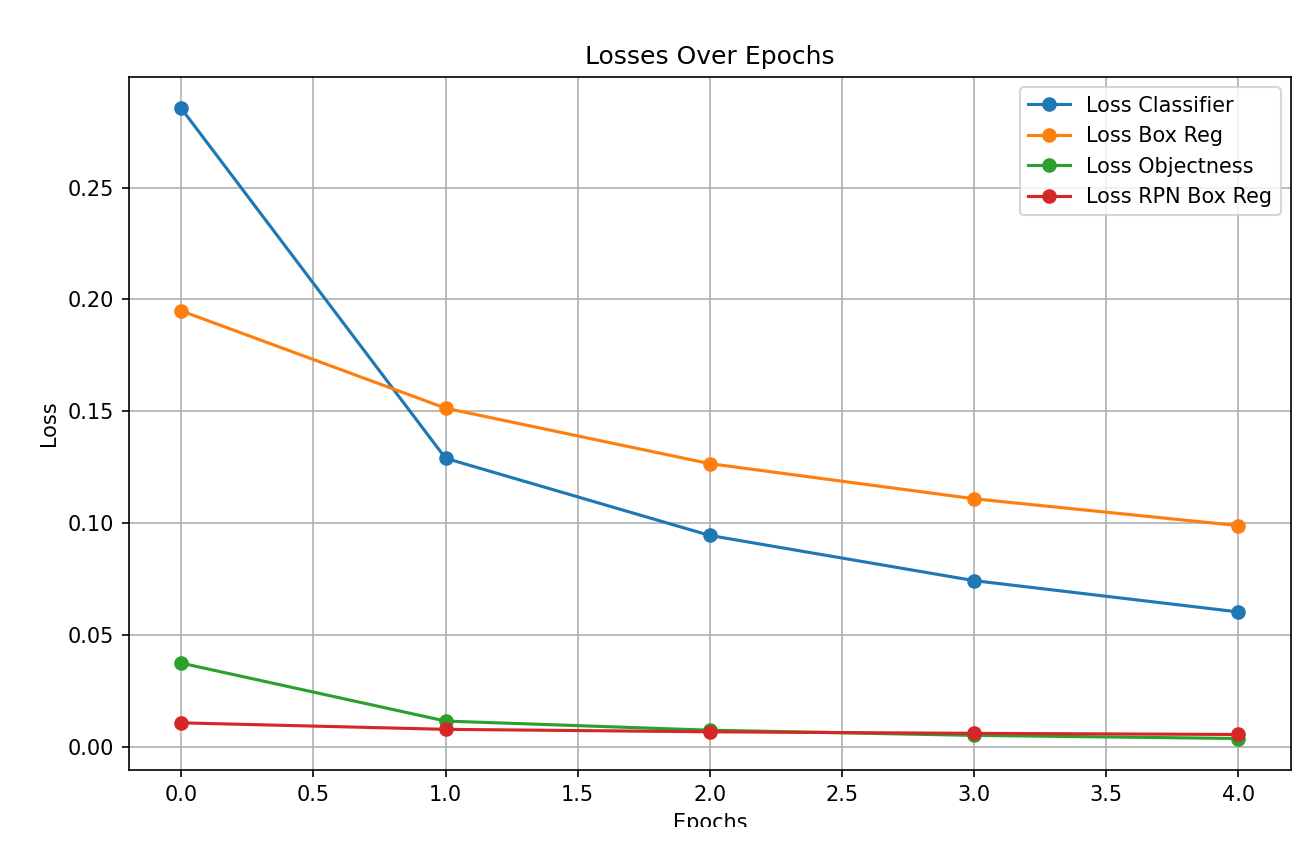 Losses Over Epochs
Loss Classifier
Loss Box Reg
Loss Objectness
Loss RPN Box Reg
Loss
0.25
0.20
0.15
0.10
0.05
0.00
0.0 0.5 1.0 1.5 2.0 2.5 3.0 3.5 4.0
Epochs